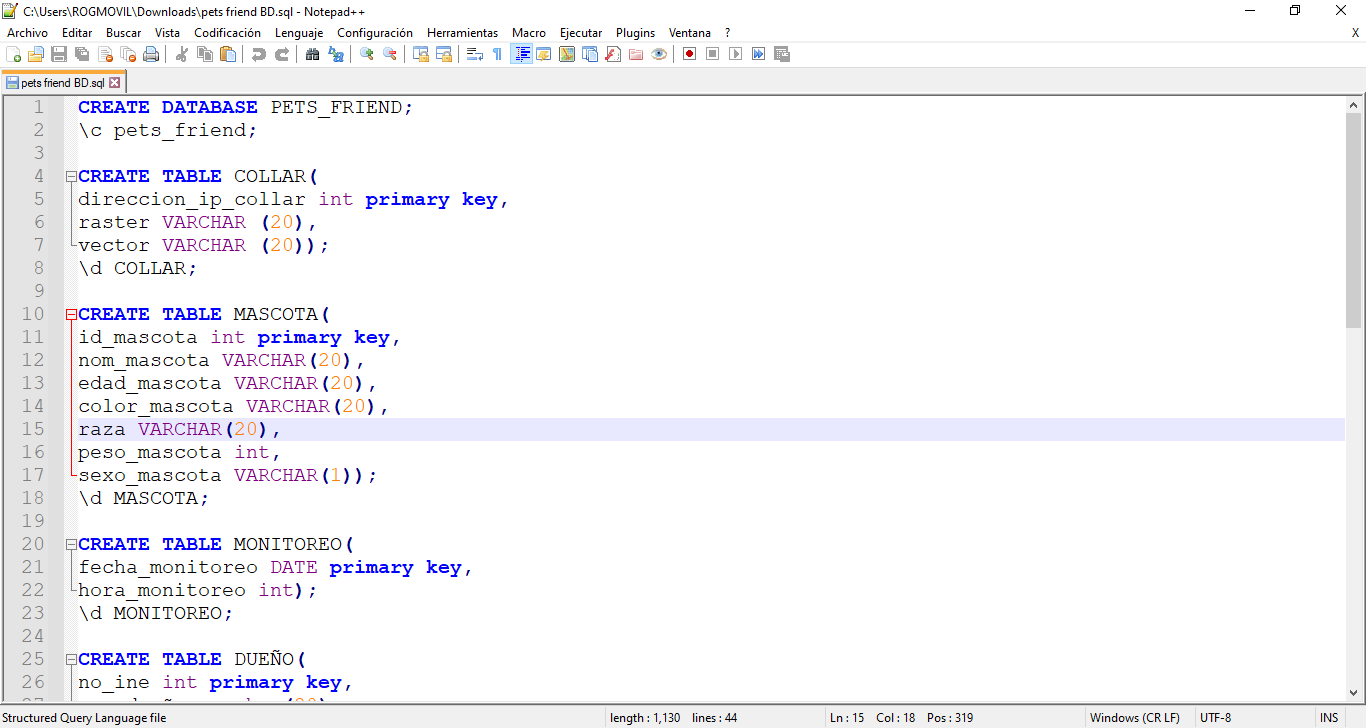 C:\Users\ROGMOVIL\Downloads\pets friend BD.sql - Notepad++
Archivo Editar Buscar Vista Codificación Lenguaje Configuración Herramientas Macro Ejecutar Plugins Ventana ? X
pets friend BD.sql
1 CREATE DATABASE PETS_FRIEND;
2 \c pets_friend;
3
4 CREATE TABLE COLLAR(
5 direccion_ip_collar int primary key,
6 raster VARCHAR (20),
7 vector VARCHAR (20));
8 \d COLLAR;
9
10 CREATE TABLE MASCOTA(
11 id_mascota int primary key,
12 nom_mascota VARCHAR(20),
13 edad_mascota VARCHAR(20),
14 color_mascota VARCHAR(20),
15 raza VARCHAR(20),
16 peso_mascota int,
17 sexo_mascota VARCHAR(1));
18 \d MASCOTA;
19
20 CREATE TABLE MONITOREO(
21 fecha_monitoreo DATE primary key,
22 hora_monitoreo int);
23 \d MONITOREO;
24
25 CREATE TABLE DUEÑO(
26 no_ine int primary key,
Structured Query Language file length : 1,130 lines : 44 Ln : 15 Col : 18 Pos : 319 Windows (CR LF) UTF-8 INS